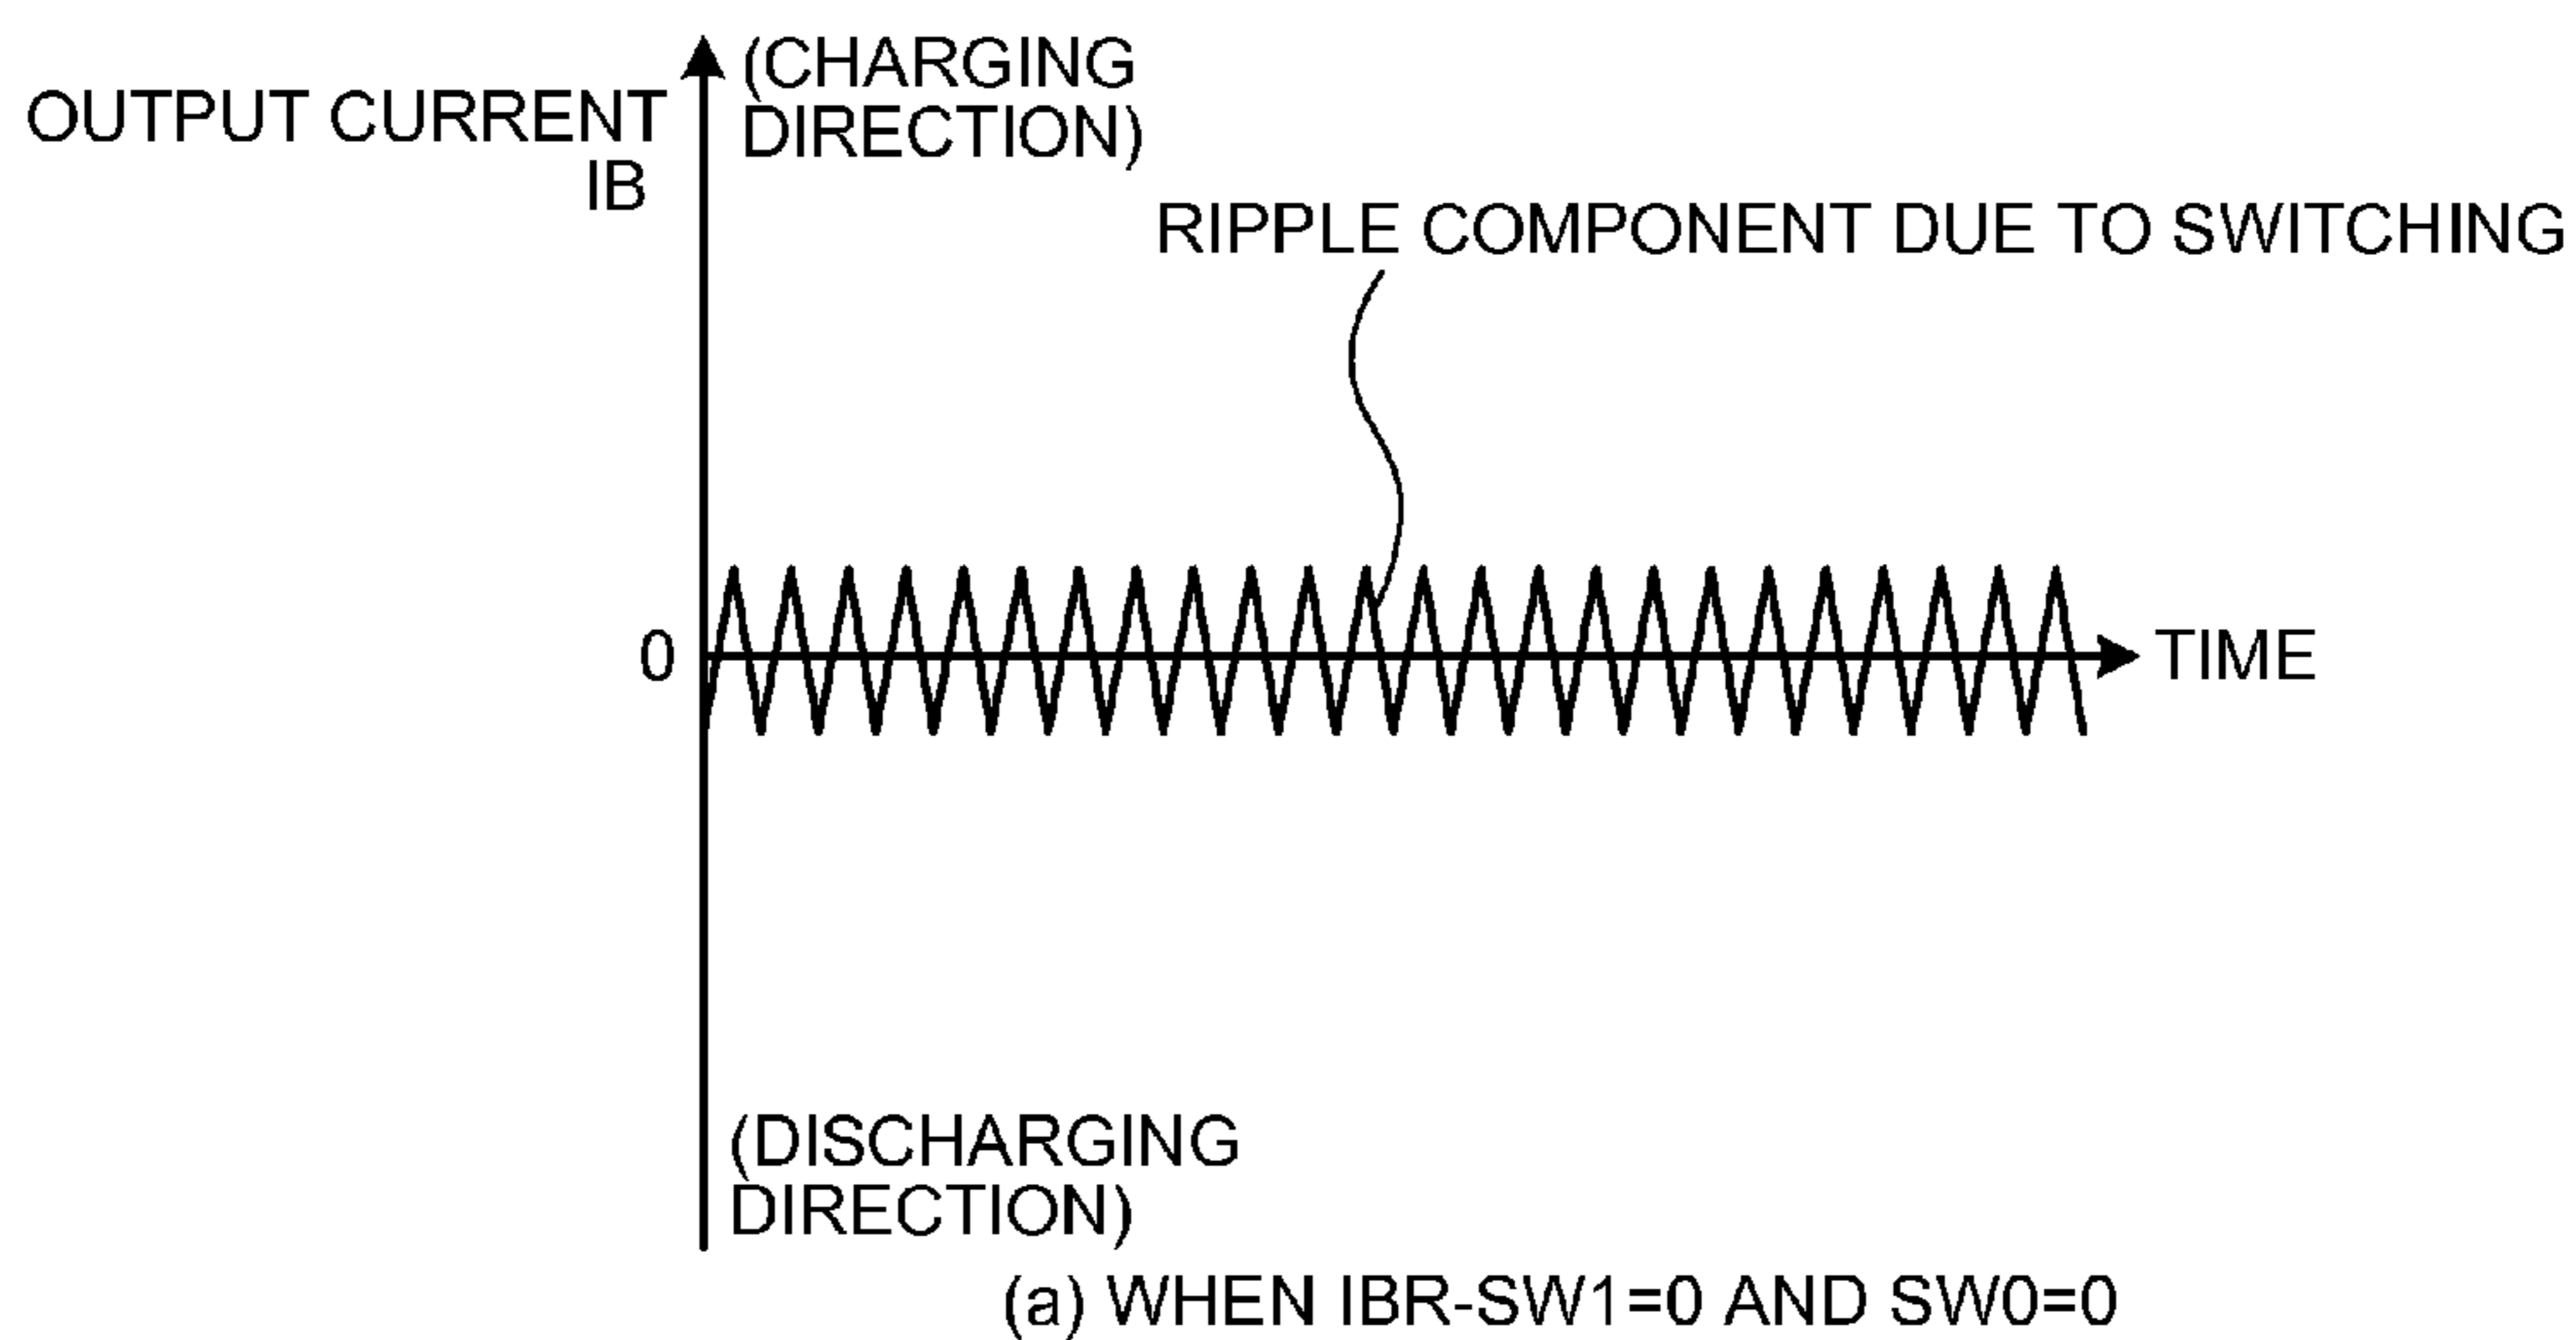 (CHARGING
DIRECTION)
OUTPUT CURRENT
IB
RIPPLE COMPONENT DUE TO SWITCHING
0
TIME
(DISCHARGING
DIRECTION)
(a) WHEN IBR-SW1=0 AND SW0=0